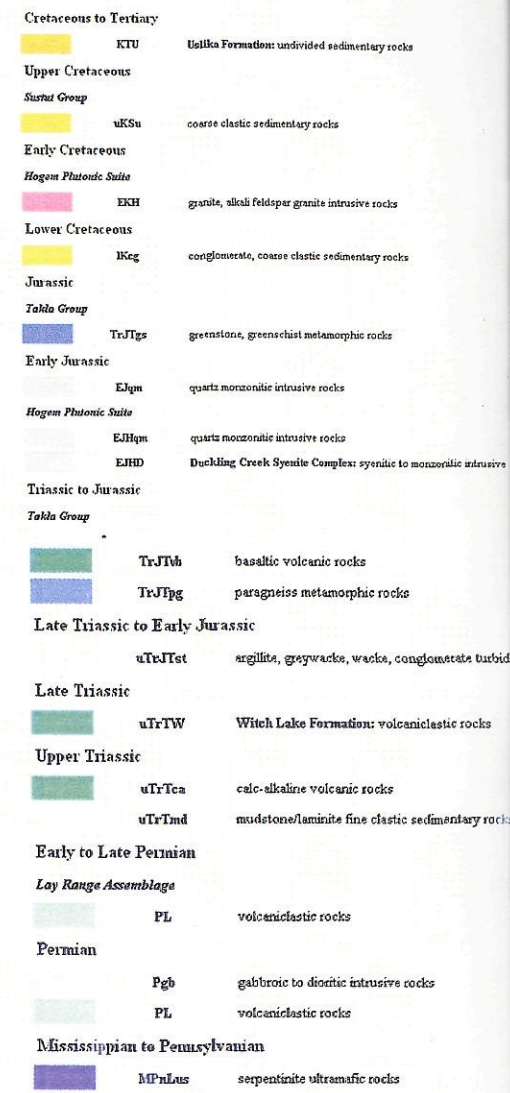 Cretaceous to Tertiary
KTU Uslika Formation: undivided sedimentary rocks
Upper Cretaceous
Sustut Group
uKSu coarse clastic sedimentary rocks
Early Cretaceous
Hogem Plutonic Suite
EKH granite, alkali feldspar granite intrusive rocks
Lower Cretaceous
lKcg conglomerate, coarse clastic sedimentary rocks
Jurassic
Takla Group
TrJTgs greenstone, greenschist metamorphic rocks
Early Jurassic
EJqm quartz monzonitic intrusive rocks
Hogem Plutonic Suite
EJHqm quartz monzonitic intrusive rocks
EJHD Duckling Creek Syenite Complex: syenitic to monzonitic intrusive
Triassic to Jurassic
Takla Group
TrJTvb basaltic volcanic rocks
TrJTpg paragneiss metamorphic rocks
Late Triassic to Early Jurassic
uTrJTst argillite, greywacke, wacke, conglomerate turbid
Late Triassic
uTrTW Witch Lake Formation: volcaniclastic rocks
Upper Triassic
uTrTca calc-alkaline volcanic rocks
uTrTmd mudstone/laminite fine clastic sedimentary rocks
Early to Late Permian
Lay Range Assemblage
PL volcaniclastic rocks
Permian
Pgb gabbroic to dioritic intrusive rocks
PL volcaniclastic rocks
Mississippian to Pennsylvanian
MPnLus serpentinite ultramafic rocks